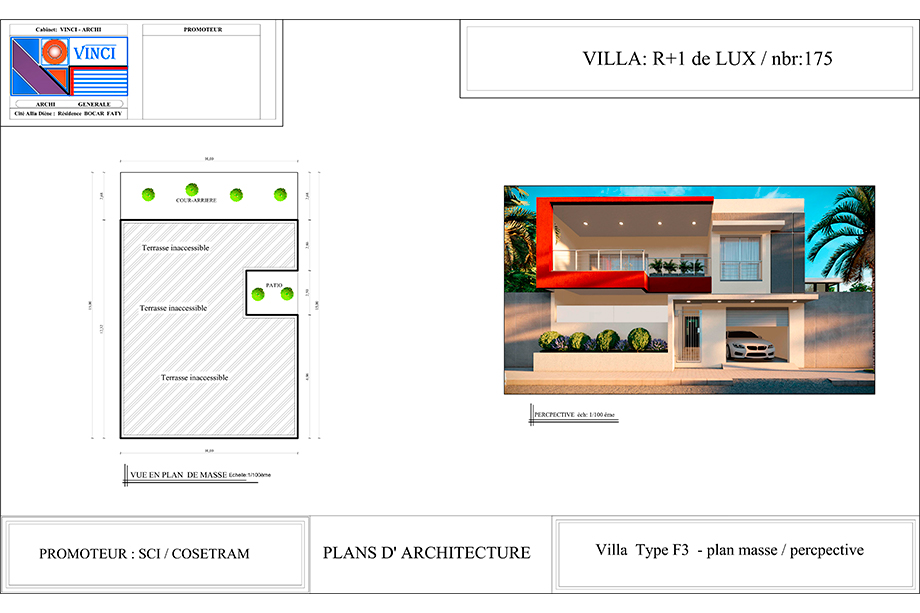 Cabinet: VINCI - ARCHI
VINCI
ARCHI GENERALE
Cité Allia Diène : Résidence BOCAR FATY
PROMOTEUR
VILLA: R+1 de LUX / nbr:175
COUR-ARRIERE
Terrasse inaccessible
PATIO
Terrasse inaccessible
Terrasse inaccessible
VUE EN PLAN DE MASSE Echelle:1/100ème
PERCPECTIVE éch: 1/100 ème
PROMOTEUR : SCI / COSETRAM
PLANS D' ARCHITECTURE
Villa Type F3 - plan masse / percpective